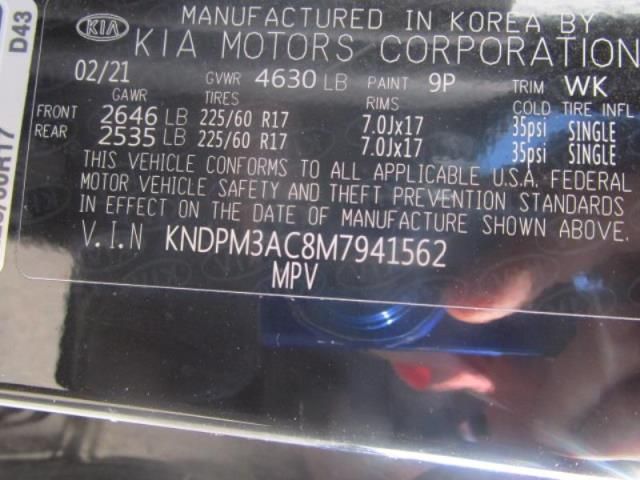 D43
25/60R17
KIA
MANUFACTURED IN KOREA BY
KIA MOTORS CORPORATION
02/21 GVWR 4630 LB PAINT 9P TRIM WK
GAWR TIRES RIMS COLD TIRE INFL
FRONT 2646 LB 225/60 R17 7.0Jx17 35psi SINGLE
REAR 2535 LB 225/60 R17 7.0Jx17 35psi SINGLE
THIS VEHICLE CONFORMS TO ALL APPLICABLE U.S.A. FEDERAL
MOTOR VEHICLE SAFETY AND THEFT PREVENTION STANDARDS
IN EFFECT ON THE DATE OF MANUFACTURE SHOWN ABOVE.
V.I.N KNDPM3AC8M7941562
MPV